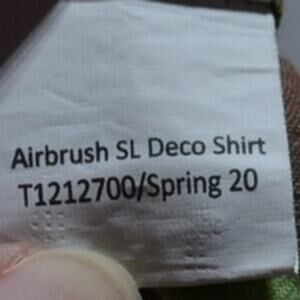 Airbrush SL Deco Shirt
T1212700/Spring 20